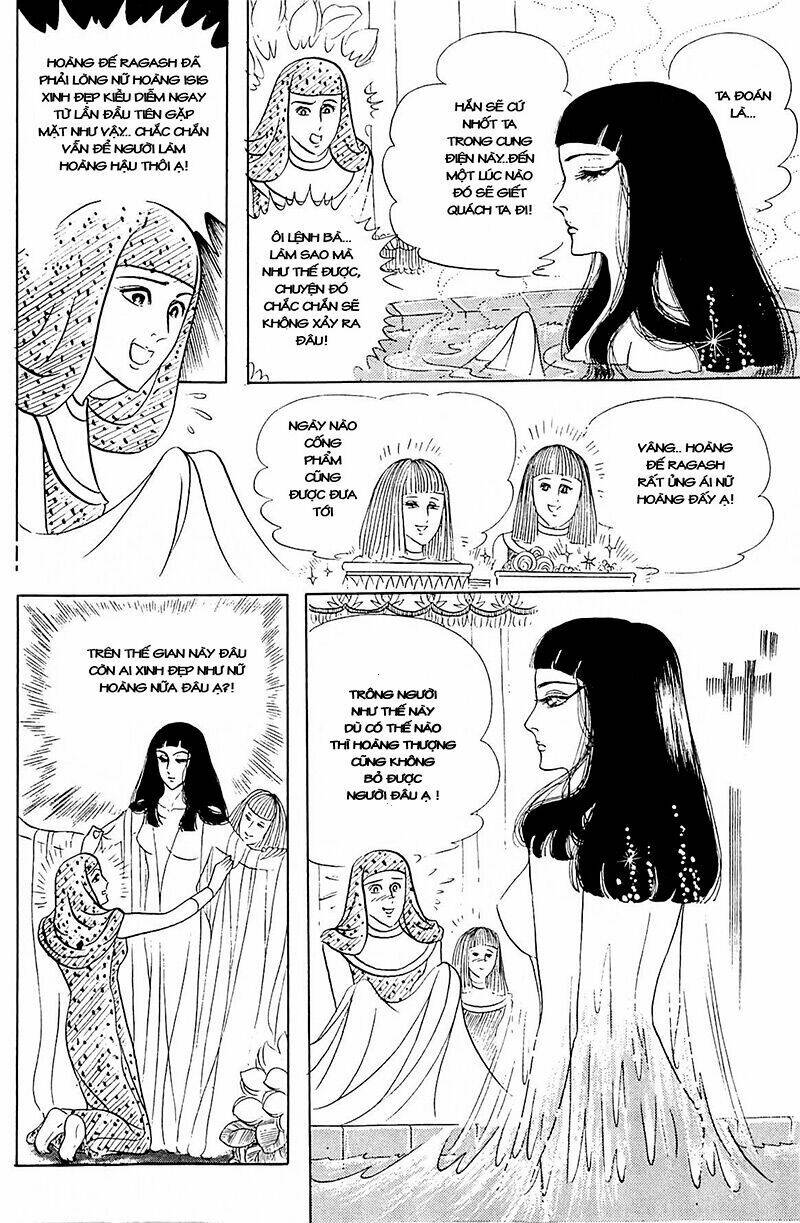 HOÀNG ĐẾ RAGASH ĐÃ
PHẢI LÒNG NỮ HOÀNG ISIS
XINH ĐẸP KIỀU DIỄM NGAY
TỪ LẦN ĐẦU TIÊN GẶP
MẶT NHƯ VẬY.. CHẮC CHẮN
VẪN ĐỂ NGƯỜI LÀM
HOÀNG HẬU THÔI Ạ!
TA ĐOÁN
LÀ...
HẮN SẼ CỨ
NHỐT TA
TRONG CUNG
ĐIỆN NÀY..ĐẾN
MỘT LÚC NÀO
ĐÓ SẼ GIẾT
QUÁCH TA ĐI!
ÔI LỆNH BÀ...
LÀM SAO MÀ
NHƯ THẾ ĐƯỢC,
CHUYỆN ĐÓ
CHẮC CHẮN SẼ
KHÔNG XẢY RA
ĐÂU!
NGÀY NÀO
CỐNG
PHẨM
CŨNG
ĐƯỢC ĐƯA
TỚI
VÂNG.. HOÀNG
ĐẾ RAGASH
RẤT ỦNG ÁI NỮ
HOÀNG ĐẤY Ạ!
TRÊN THẾ GIAN NÀY ĐÂU
CÒN AI XINH ĐẸP NHƯ NỮ
HOÀNG NỮA ĐÂU Ạ?!
TRÔNG NGƯỜI
NHƯ THẾ NÀY
DÙ CÓ THẾ NÀO
THÌ HOÀNG THƯỢNG
CŨNG KHÔNG
BỎ ĐƯỢC
NGƯỜI ĐÂU Ạ !